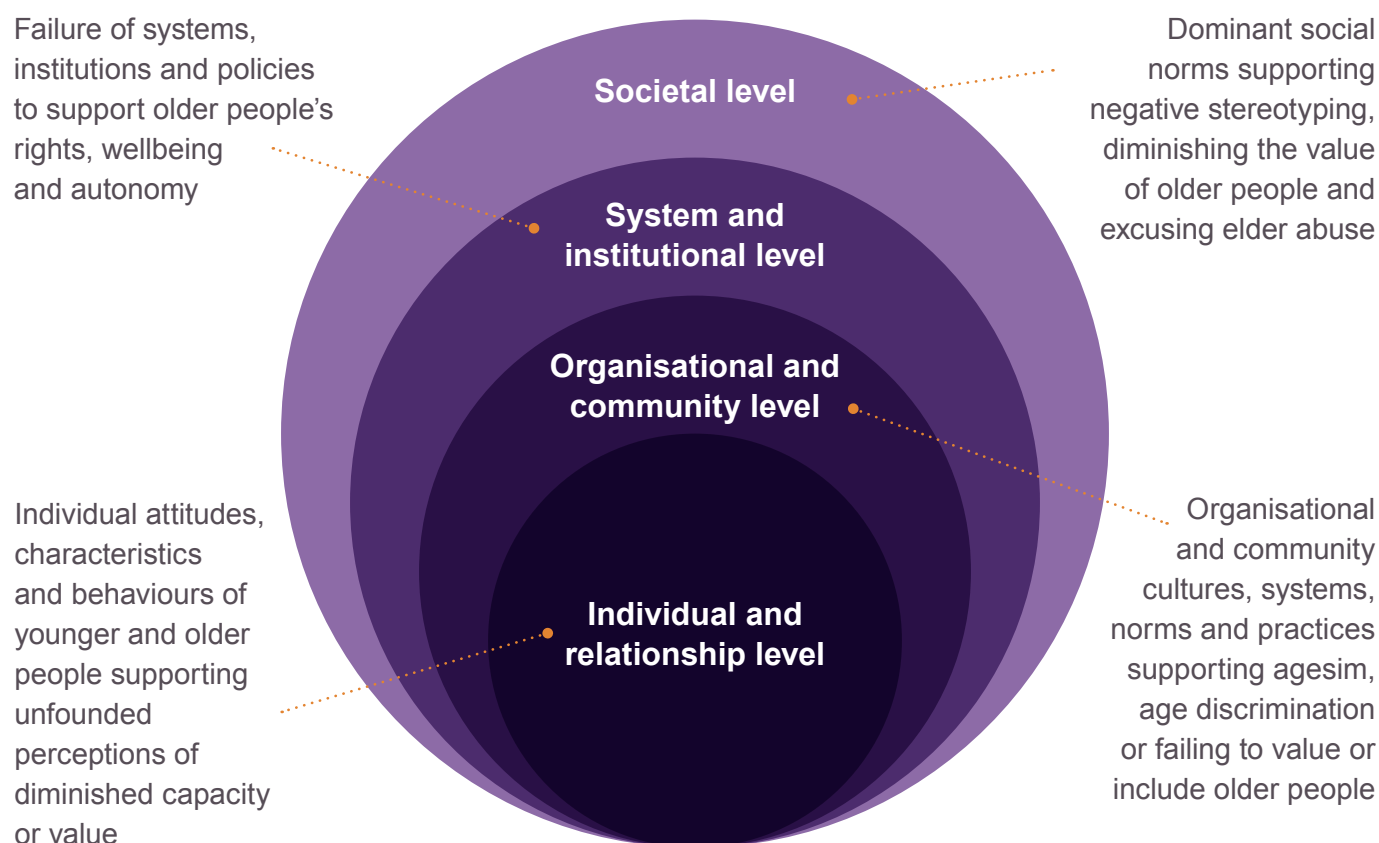 Failure of systems,
institutions and policies
to support older people’s
rights, wellbeing
and autonomy
Societal level
Dominant social
norms supporting
negative stereotyping,
diminishing the value
of older people and
excusing elder abuse
System and
institutional level
Organisational and
community level
Individual attitudes,
characteristics
and behaviours of
younger and older
people supporting
unfounded
perceptions of
diminished capacity
or value
Individual and
relationship level
Organisational
and community
cultures, systems,
norms and practices
supporting agesim,
age discrimination
or failing to value or
include older people